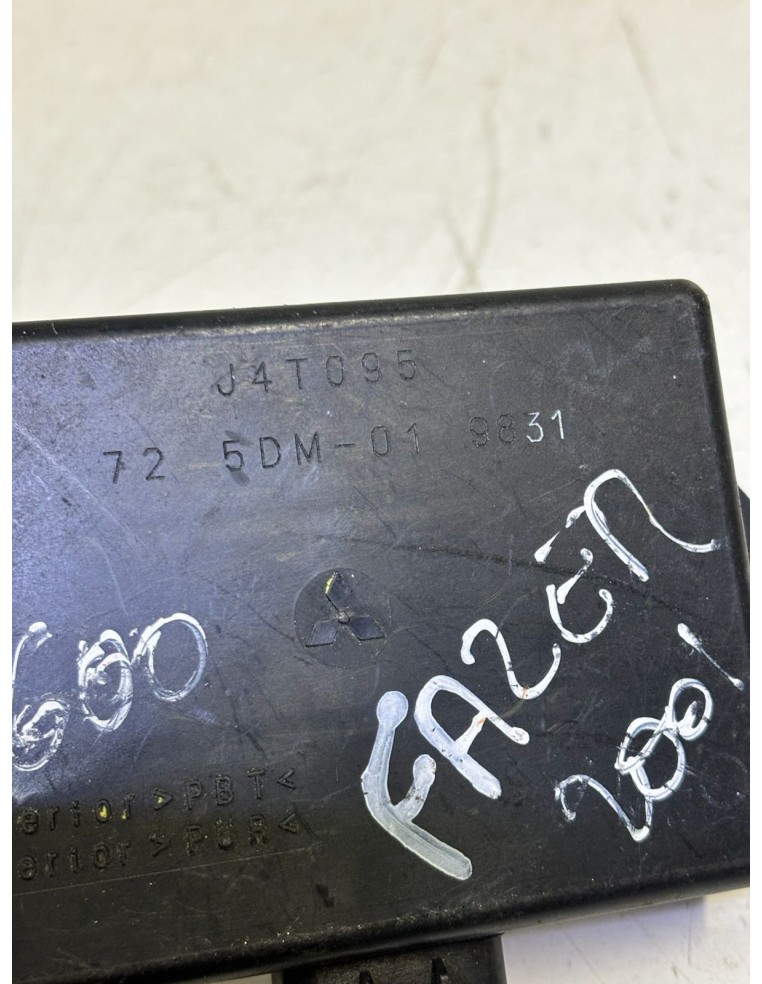 J4T095
72 5DM-01 9831
600
FAZER
2001
erior >PBT<
erior >PUR<